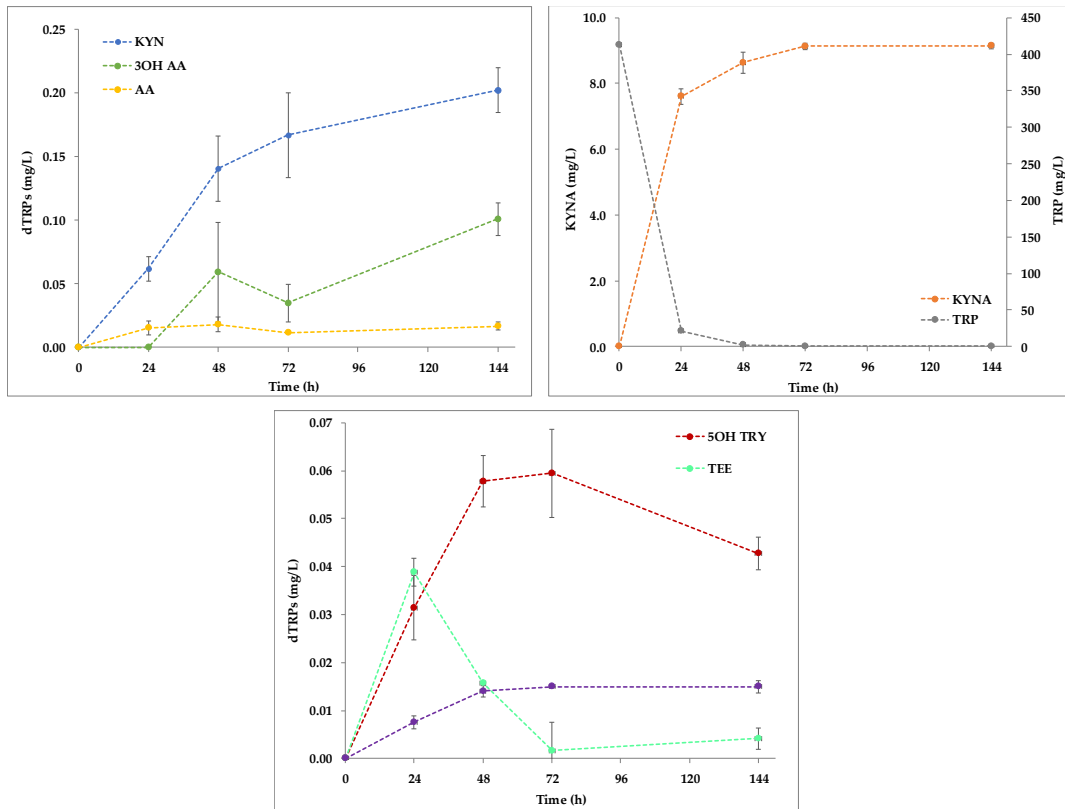 0.25
0.20
0.15
0.10
0.05
0.00
dTRPs (mg/L)
KYN
3OH AA
AA
0 24 48 72 96 120 144
Time (h)
10.0
8.0
6.0
4.0
2.0
0.0
KYNA (mg/L)
450
400
350
300
250
200
150
100
50
0
TRP (mg/L)
KYNA
TRP
0 24 48 72 96 120 144
Time (h)
0.07
0.06
0.05
0.04
0.03
0.02
0.01
0.00
dTRPs (mg/L)
5OH TRY
TEE
0 24 48 72 96 120 144
Time (h)